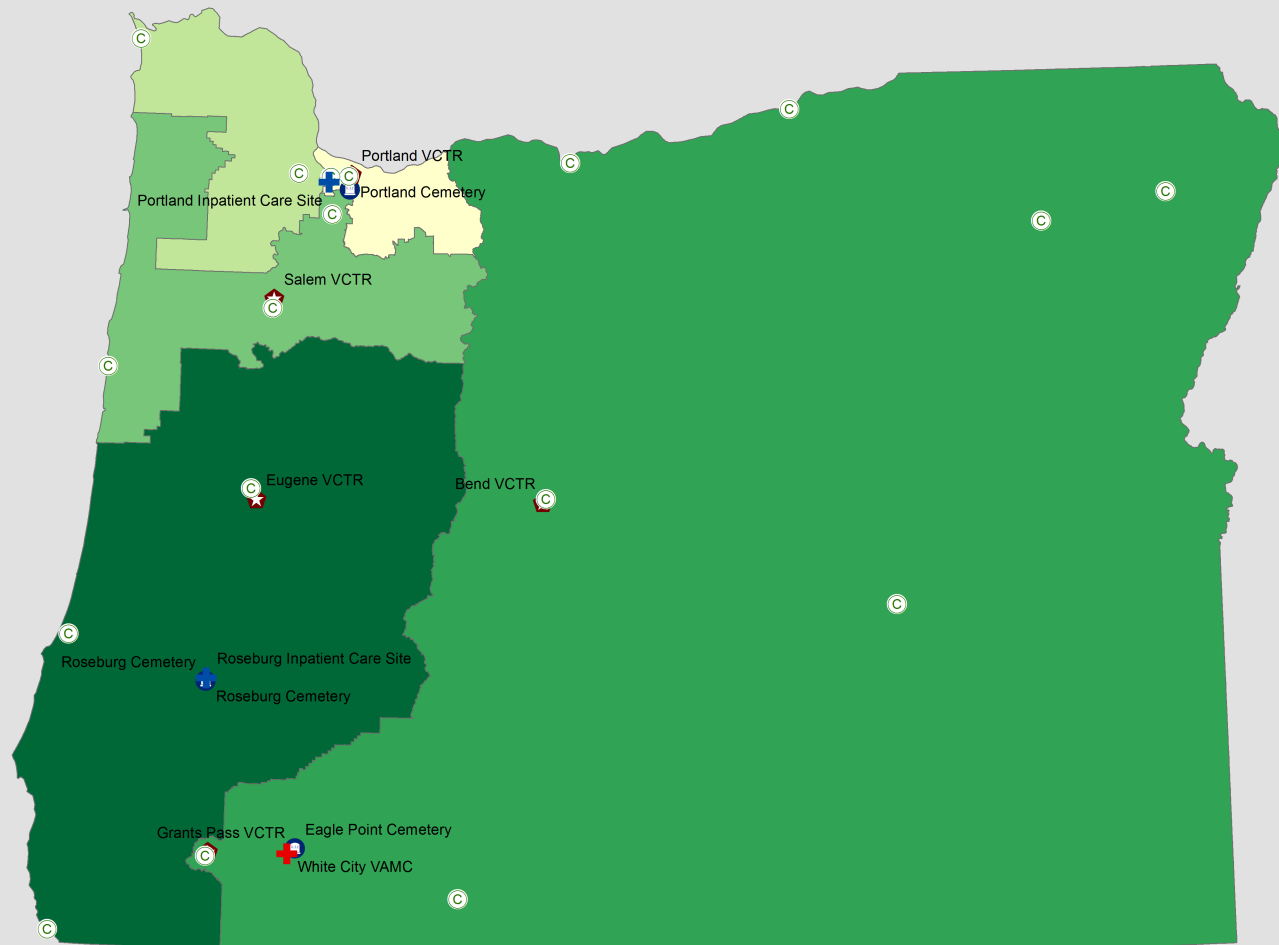 C
C
C
Portland VCTR
C
C
Portland Cemetery
Portland Inpatient Care Site
C
C
C
Salem VCTR
C
C
Eugene VCTR
C
Bend VCTR
C
C
C
Roseburg Cemetery
Roseburg Inpatient Care Site
Roseburg Cemetery
Grants Pass VCTR
C
Eagle Point Cemetery
White City VAMC
C
C